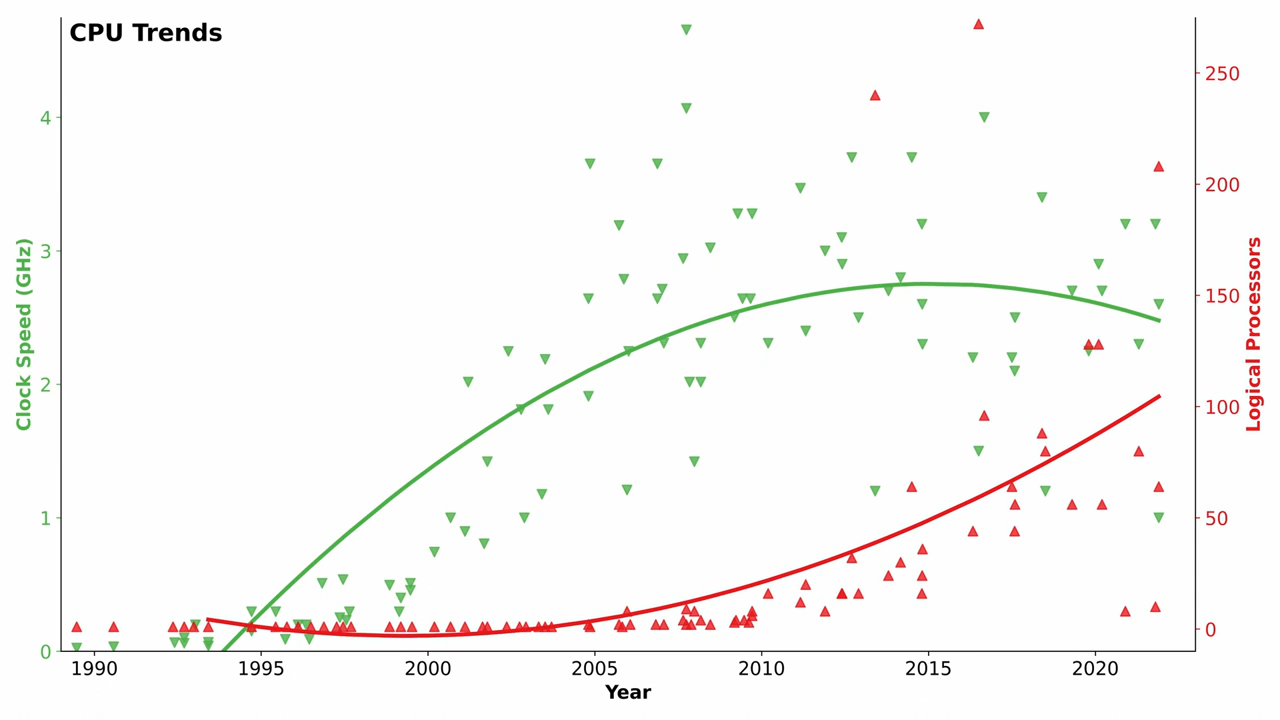 CPU Trends
Clock Speed (GHz)
4
3
2
1
0
250
200
150
100
50
0
Logical Processors
1990 1995 2000 2005 2010 2015 2020
Year